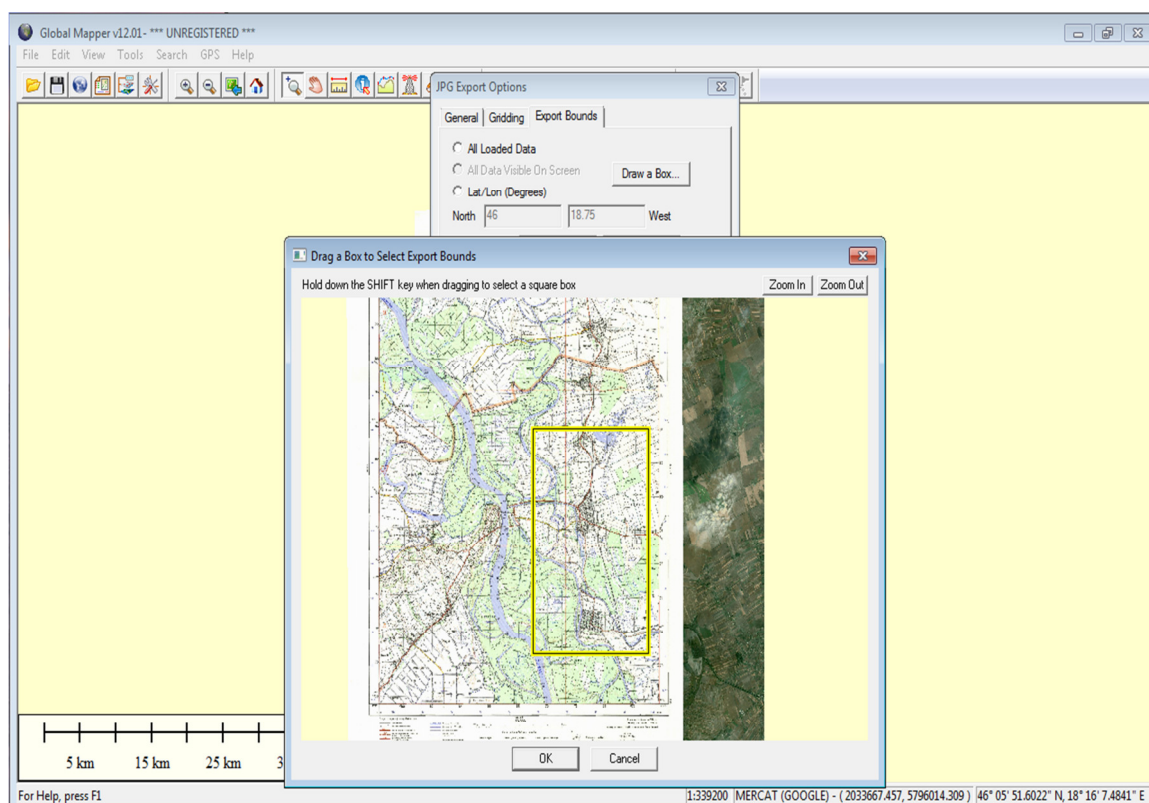 Global Mapper v12.01- *** UNREGISTERED ***
File Edit View Tools Search GPS Help
JPG Export Options
General Gridding Export Bounds
All Loaded Data
All Data Visible On Screen
Draw a Box...
Lat/Lon (Degrees)
North 46 18.75 West
Drag a Box to Select Export Bounds
Hold down the SHIFT key when dragging to select a square box
Zoom In Zoom Out
OK Cancel
5 km 15 km 25 km
For Help, press F1
1:339200 MERCAT (GOOGLE) - ( 2033667.457, 5796014.309 ) 46° 05' 51.6022" N, 18° 16' 7.4841" E